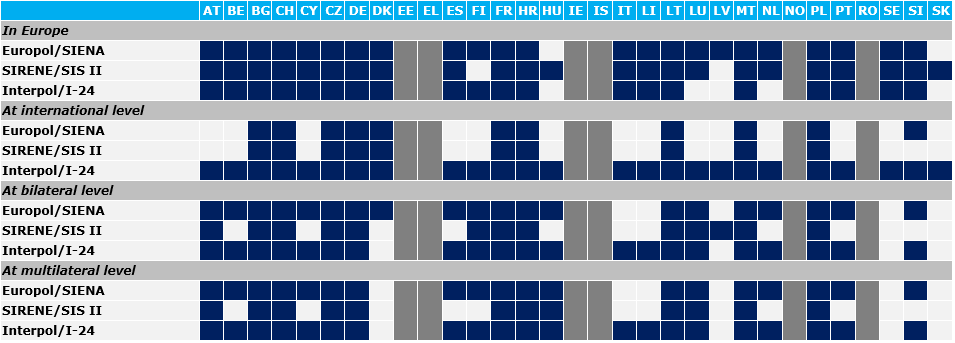 AT BE BG CH CY CZ DE DK EE EL ES FI FR HR HU IE IS IT LI LT LU LV MT NL NO PL PT RO SE SI SK
In Europe
Europol/SIENA
SIRENE/SIS II
Interpol/I-24
At international level
Europol/SIENA
SIRENE/SIS II
Interpol/I-24
At bilateral level
Europol/SIENA
SIRENE/SIS II
Interpol/I-24
At multilateral level
Europol/SIENA
SIRENE/SIS II
Interpol/I-24